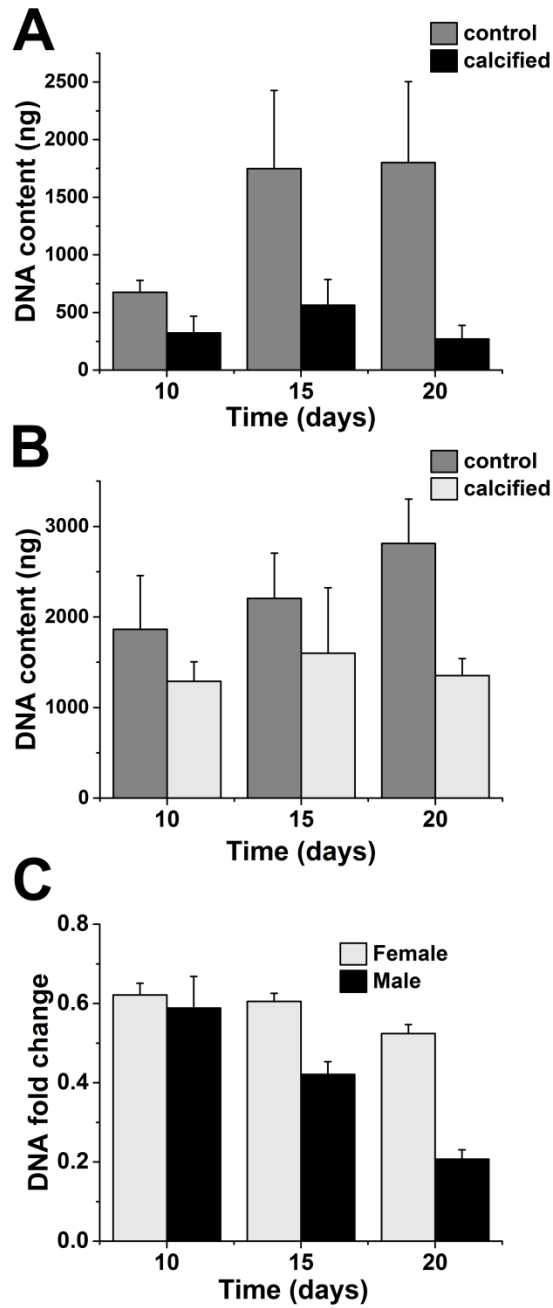 A
control
calcified
2500
2000
1500
1000
500
0
DNA content (ng)
10 15 20
Time (days)
B
control
calcified
3000
2000
1000
0
DNA content (ng)
10 15 20
Time (days)
C
Female
Male
0.8
0.6
0.4
0.2
0.0
DNA fold change
10 15 20
Time (days)